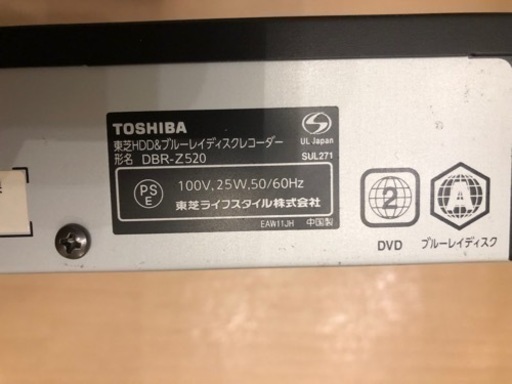 TOSHIBA
東芝HDD&ブルーレイディスクレコーダー
形名 DBR-Z520
UL Japan
SUL271
PS
E
100V,25W,50/60Hz
東芝ライフスタイル株式会社
EAW11JH 中国製
2
DVD
A
ブルーレイディスク